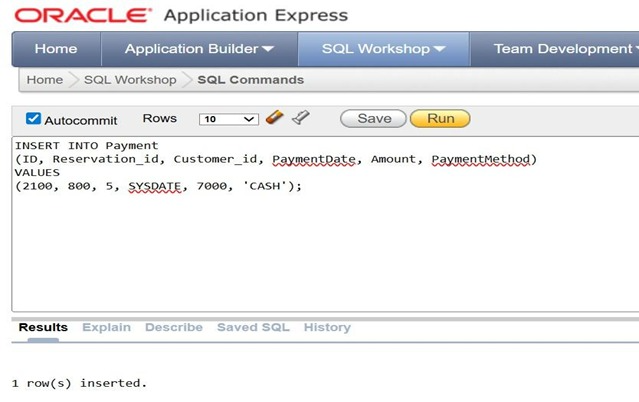 ORACLE Application Express
Home Application Builder SQL Workshop Team Development
Home SQL Workshop SQL Commands
Autocommit Rows 10 Save Run
INSERT INTO Payment
(ID, Reservation_id, Customer_id, PaymentDate, Amount, PaymentMethod)
VALUES
(2100, 800, 5, SYSDATE, 7000, 'CASH');
Results Explain Describe Saved SQL History
1 row(s) inserted.